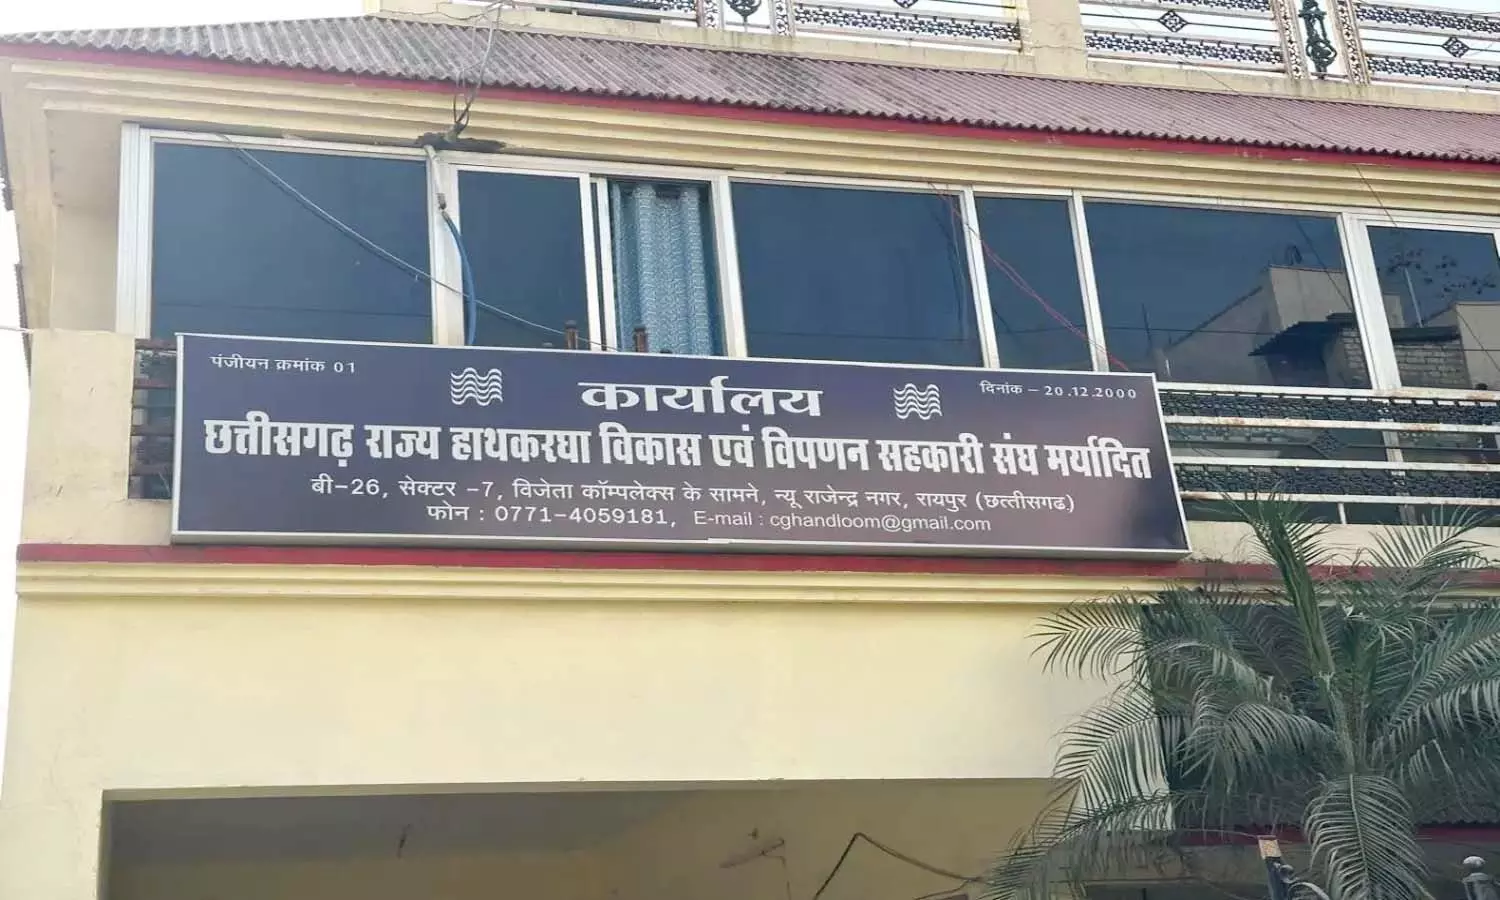 पंजीयन क्रमांक 01
दिनांक – 20.12.2000
कार्यालय
छत्तीसगढ़ राज्य हाथकरघा विकास एवं विपणन सहकारी संघ मर्यादित
बी-26, सेक्टर -7, विजेता कॉम्पलेक्स के सामने, न्यू राजेन्द्र नगर, रायपुर (छत्तीसगढ़)
फोन : 0771-4059181, E-mail : cghandloom@gmail.com